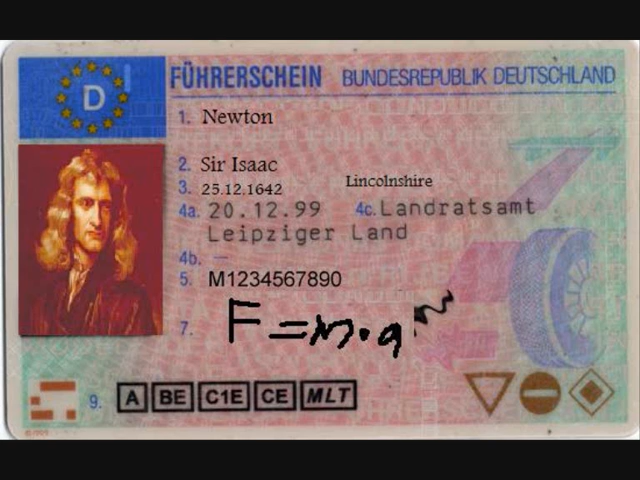 D
FÜHRERSCHEIN BUNDESREPUBLIK DEUTSCHLAND
1. Newton
2. Sir Isaac
3. 25.12.1642 Lincolnshire
4a. 20.12.99 4c. Landratsamt
Leipziger Land
4b. —
5. M1234567890
7. F = m · a
9. A BE C1E CE MLT